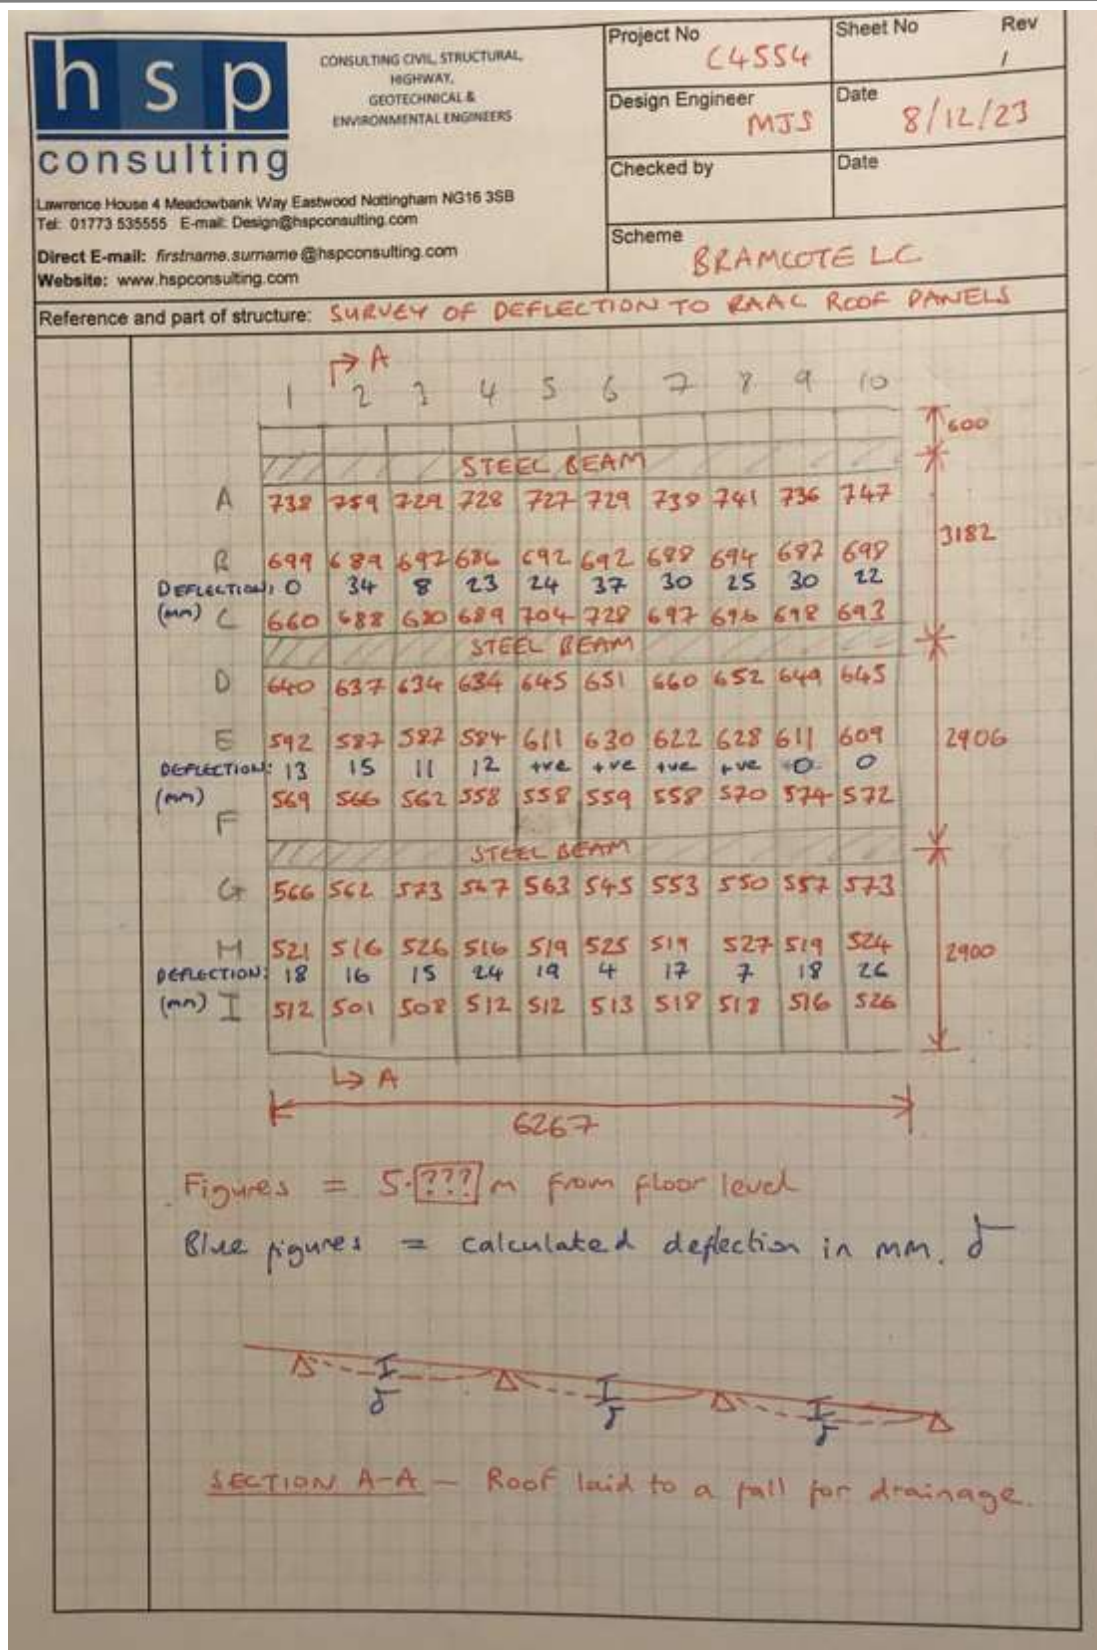 hsp
consulting
CONSULTING CIVIL, STRUCTURAL,
HIGHWAY,
GEOTECHNICAL &
ENVIRONMENTAL ENGINEERS
Lawrence House 4 Meadowbank Way Eastwood Nottingham NG16 3SB
Tel: 01773 535555 E-mail: Design@hspconsulting.com
Direct E-mail: firstname.surname@hspconsulting.com
Website: www.hspconsulting.com
Project No C4554
Sheet No
Rev 1
Design Engineer MJS
Date 8/12/23
Checked by
Date
Scheme BRAMCOTE LC
Reference and part of structure: SURVEY OF DEFLECTION TO RAAC ROOF PANELS
A
1 2 3 4 5 6 7 8 9 10
600
STEEL BEAM
A 738 759 729 728 727 729 739 741 736 747
3182
B 699 689 692 686 692 692 688 694 687 698
DEFLECTION: 0 34 8 23 24 37 30 25 30 22
(mm) C 660 688 680 689 704 728 697 696 698 693
STEEL BEAM
D 640 637 634 634 645 651 660 652 649 645
E 592 587 587 584 611 630 622 628 611 609
2906
DEFLECTION: 13 15 11 12 +ve +ve +ve +ve 0 0
(mm) 569 566 562 558 558 559 558 570 574 572
F
STEEL BEAM
G 566 562 573 567 563 545 553 550 557 573
H 521 516 526 516 519 525 519 527 519 524
2900
DEFLECTION: 18 16 15 24 19 4 17 7 18 26
(mm) I 512 501 508 512 512 513 518 518 516 526
A
6267
Figures = 5.??? m from floor level
Blue figures = calculated deflection in mm. δ
δ δ δ
SECTION A-A - Roof laid to a fall for drainage.